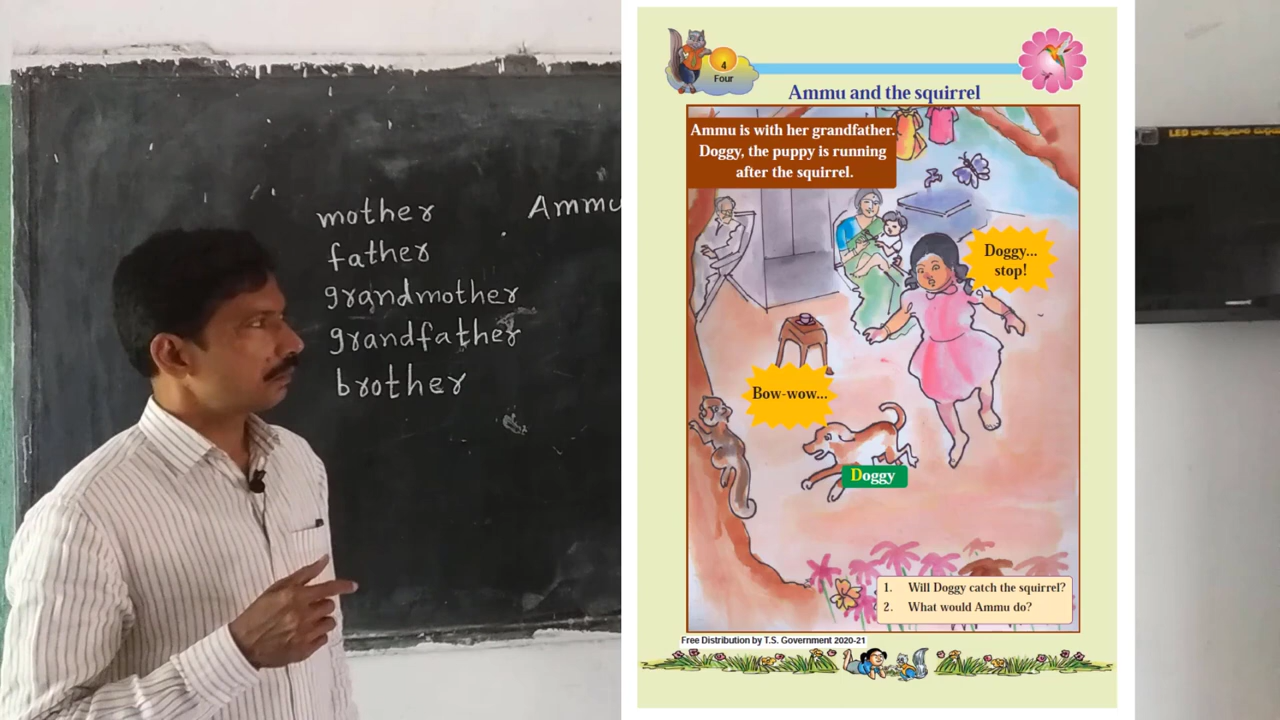 mother
father
grandmother
grandfather
brother
Ammu
4
Four
Ammu and the squirrel
Ammu is with her grandfather.
Doggy, the puppy is running
after the squirrel.
Doggy...
stop!
Bow-wow...
Doggy
1. Will Doggy catch the squirrel?
2. What would Ammu do?
Free Distribution by T.S. Government 2020-21